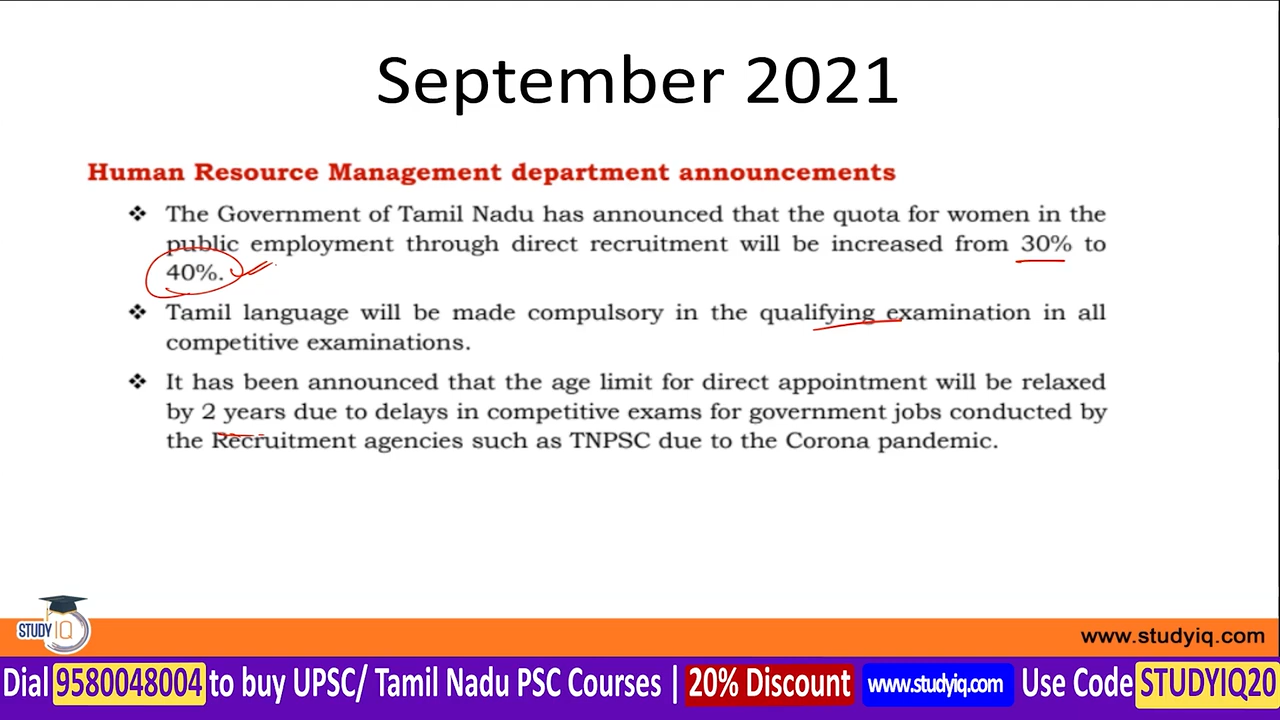 September 2021
Human Resource Management department announcements
❖ The Government of Tamil Nadu has announced that the quota for women in the
public employment through direct recruitment will be increased from 30% to
40%.
❖ Tamil language will be made compulsory in the qualifying examination in all
competitive examinations.
❖ It has been announced that the age limit for direct appointment will be relaxed
by 2 years due to delays in competitive exams for government jobs conducted by
the Recruitment agencies such as TNPSC due to the Corona pandemic.
STUDY IQ
www.studyiq.com
Dial 9580048004 to buy UPSC/ Tamil Nadu PSC Courses | 20% Discount www.studyiq.com Use Code STUDYIQ20